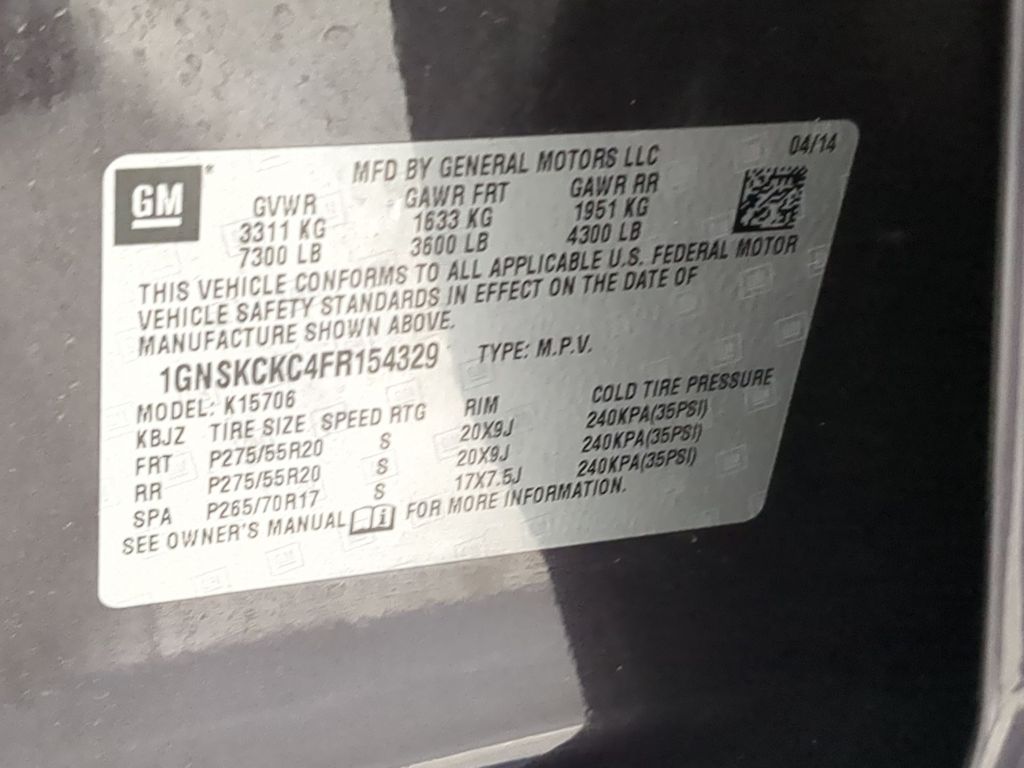 04/14
GM MFD BY GENERAL MOTORS LLC
GVWR GAWR FRT GAWR RR
3311 KG 1633 KG 1951 KG
7300 LB 3600 LB 4300 LB
THIS VEHICLE CONFORMS TO ALL APPLICABLE U.S. FEDERAL MOTOR
VEHICLE SAFETY STANDARDS IN EFFECT ON THE DATE OF
MANUFACTURE SHOWN ABOVE.
1GNSKCKC4FR154329 TYPE: M.P.V.
MODEL: K15706
KBJZ TIRE SIZE SPEED RTG RIM COLD TIRE PRESSURE
FRT P275/55R20 S 20X9J 240KPA(35PSI)
RR P275/55R20 S 20X9J 240KPA(35PSI)
SPA P265/70R17 S 17X7.5J 240KPA(35PSI)
SEE OWNER'S MANUAL FOR MORE INFORMATION.